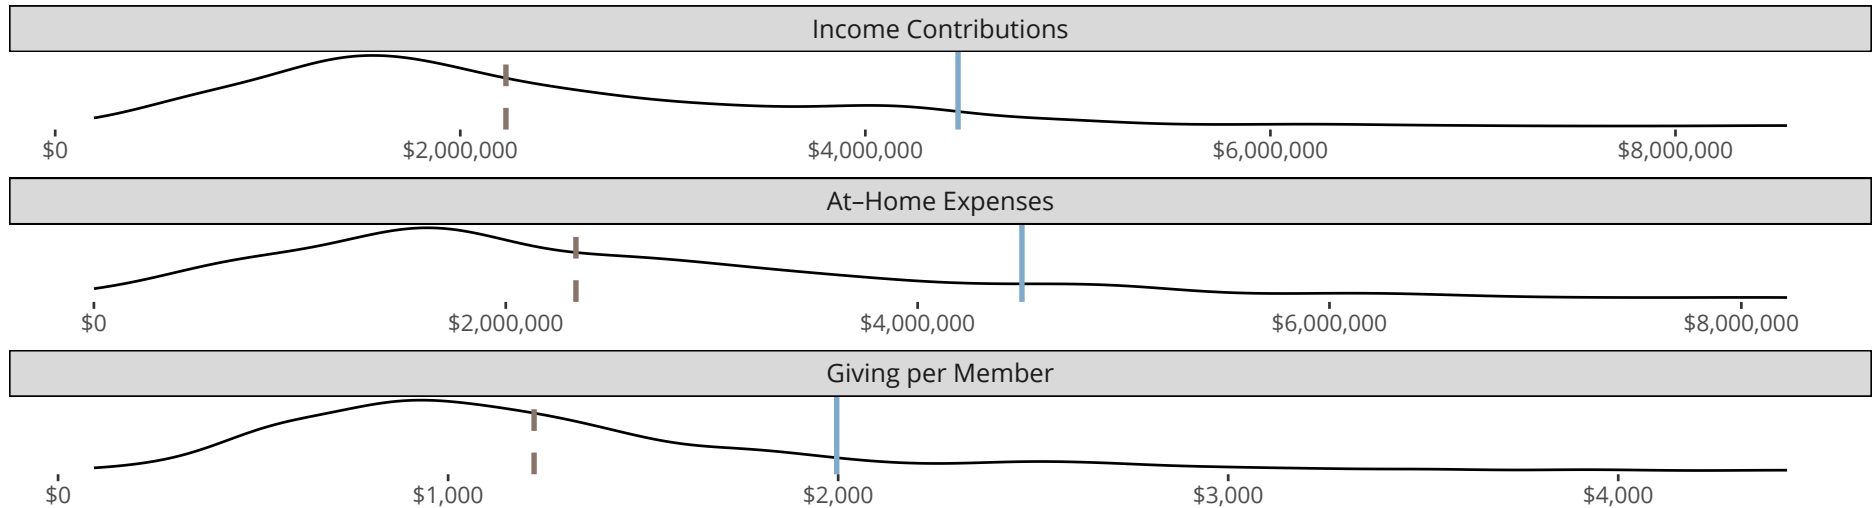 Income Contributions
$0 $2,000,000 $4,000,000 $6,000,000 $8,000,000
At–Home Expenses
$0 $2,000,000 $4,000,000 $6,000,000 $8,000,000
Giving per Member
$0 $1,000 $2,000 $3,000 $4,000